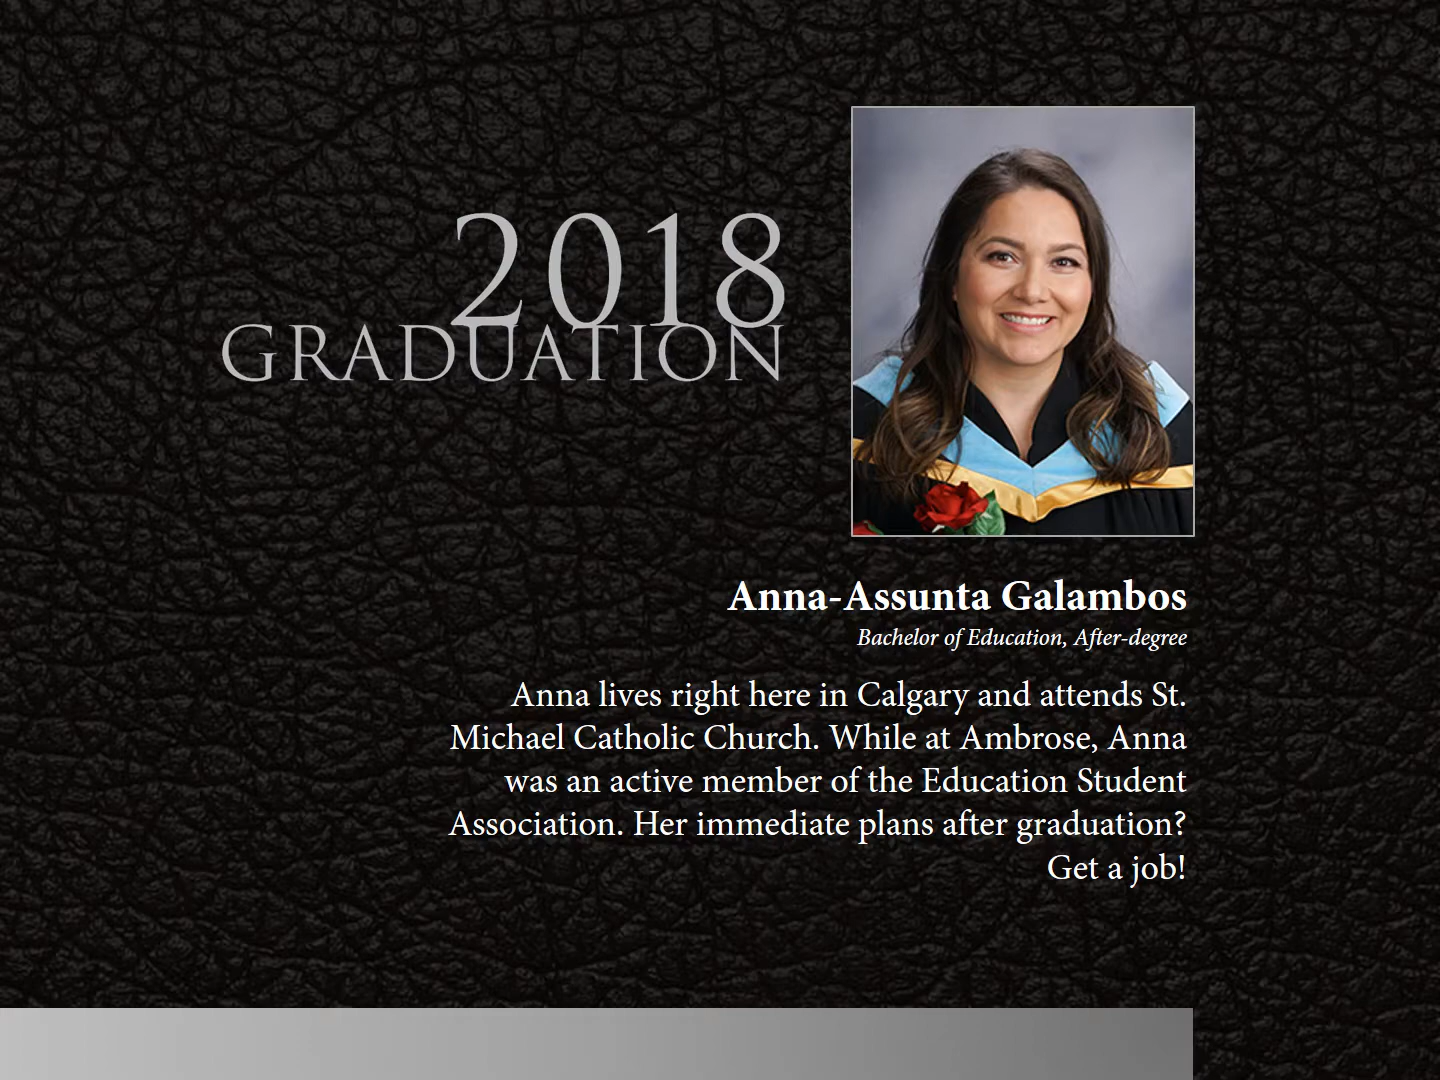 2018
GRADUATION
Anna-Assunta Galambos
Bachelor of Education, After-degree
Anna lives right here in Calgary and attends St.
Michael Catholic Church. While at Ambrose, Anna
was an active member of the Education Student
Association. Her immediate plans after graduation?
Get a job!